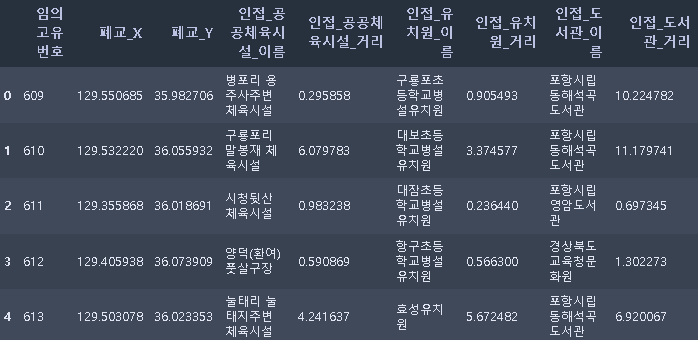 임의고유번호 폐교_X 폐교_Y 인접_공공체육시설_이름 인접_공공체육시설_거리 인접_유치원_이름 인접_유치원_거리 인접_도서관_이름 인접_도서관_거리
0 609 129.550685 35.982706 병포리 용주사주변 체육시설 0.295858 구룡포초등학교병설유치원 0.905493 포항시립동해석곡도서관 10.224782
1 610 129.532220 36.055932 구룡포리 말봉재 체육시설 6.079783 대보초등학교병설유치원 3.374577 포항시립동해석곡도서관 11.179741
2 611 129.355868 36.018691 시청뒷산 체육시설 0.983238 대잠초등학교병설유치원 0.236440 포항시립영암도서관 0.697345
3 612 129.405938 36.073909 양덕(환여)풋살구장 0.590869 항구초등학교병설유치원 0.566300 경상북도교육청문화원 1.302273
4 613 129.503078 36.023353 눌태리 눌태지주변 체육시설 4.241637 효성유치원 5.672482 포항시립동해석곡도서관 6.920067